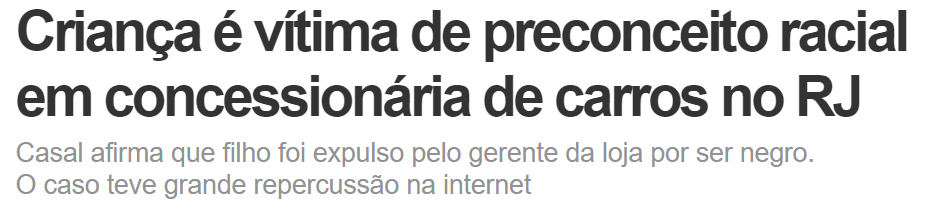 Criança é vítima de preconceito racial
em concessionária de carros no RJ
Casal afirma que filho foi expulso pelo gerente da loja por ser negro.
O caso teve grande repercussão na internet